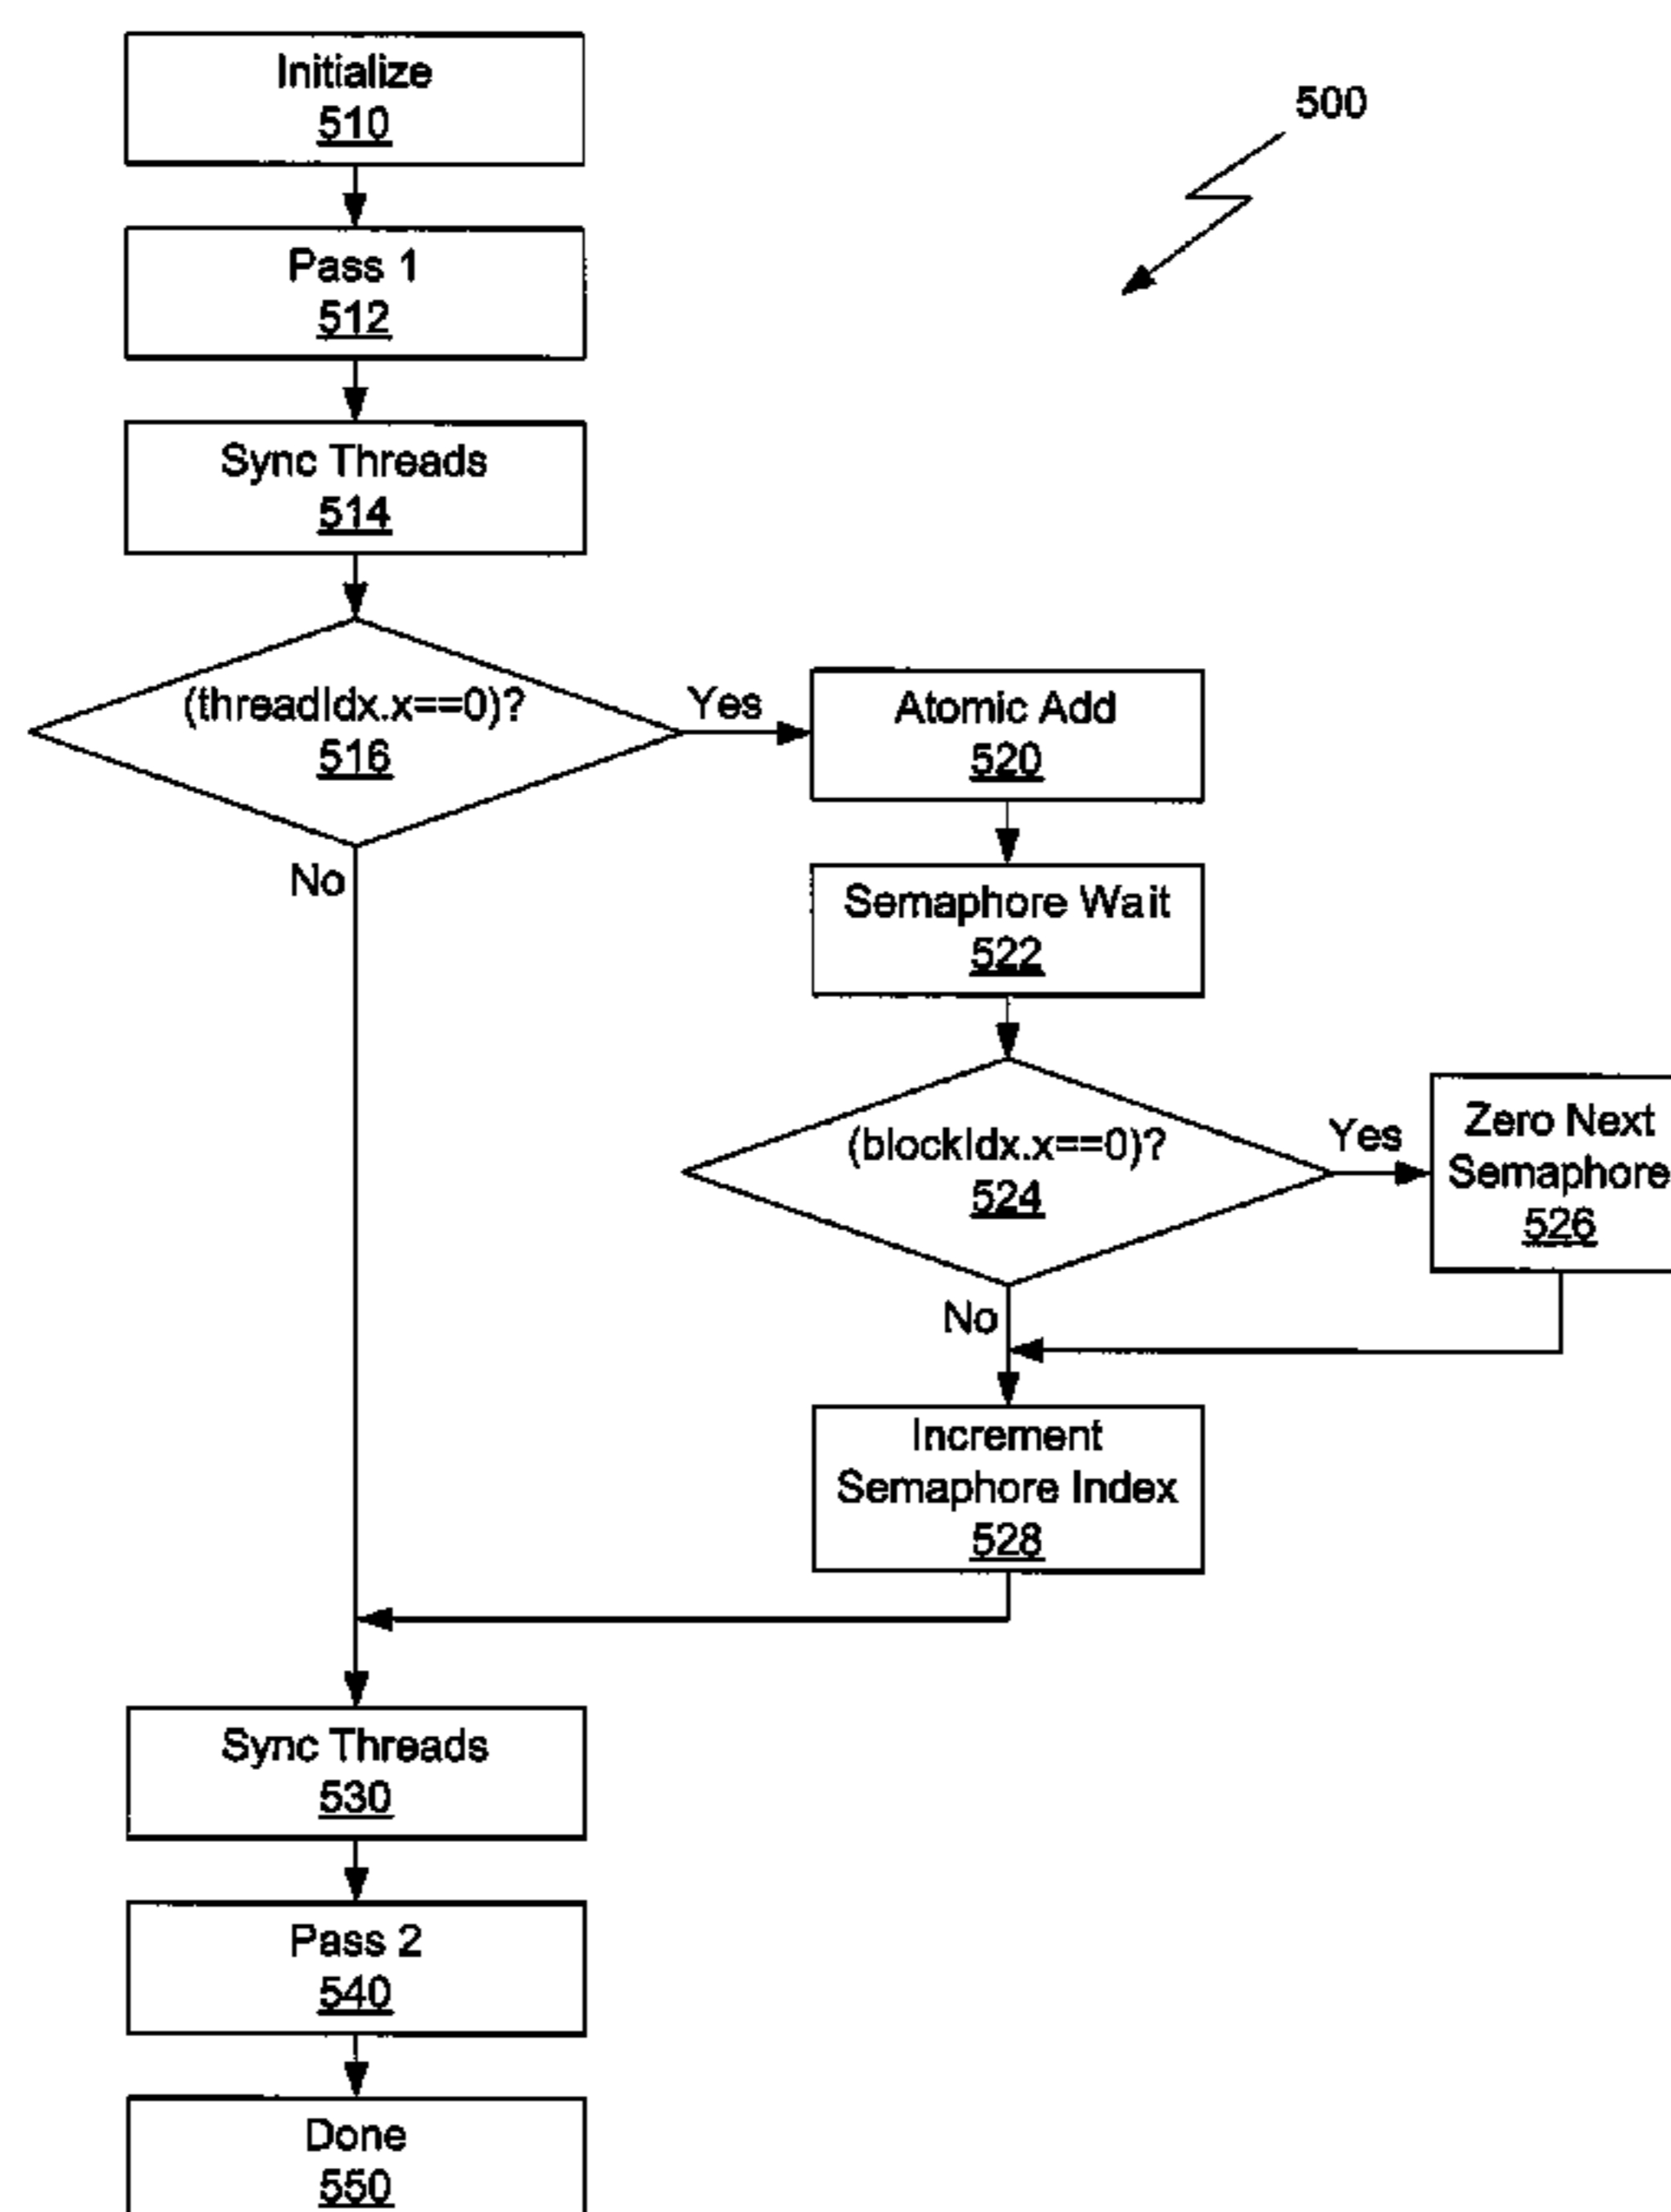 Initialize
510
500
Pass 1
512
Sync Threads
514
(threadIdx.x==0)?
516
Yes
No
Atomic Add
520
Semaphore Wait
522
(blockIdx.x==0)?
524
Yes
No
Zero Next
Semaphore
526
Increment
Semaphore Index
528
Sync Threads
530
Pass 2
540
Done
550